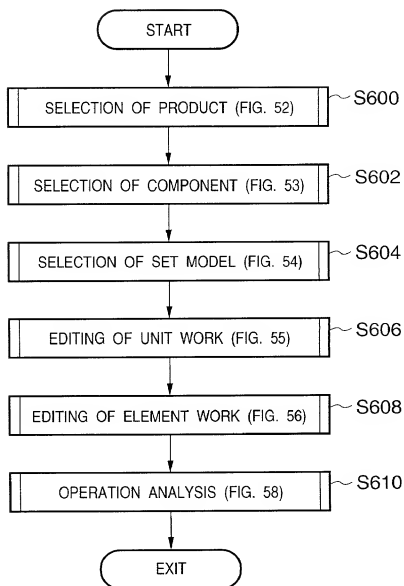 START
SELECTION OF PRODUCT (FIG. 52) S600
SELECTION OF COMPONENT (FIG. 53) S602
SELECTION OF SET MODEL (FIG. 54) S604
EDITING OF UNIT WORK (FIG. 55) S606
EDITING OF ELEMENT WORK (FIG. 56) S608
OPERATION ANALYSIS (FIG. 58) S610
EXIT